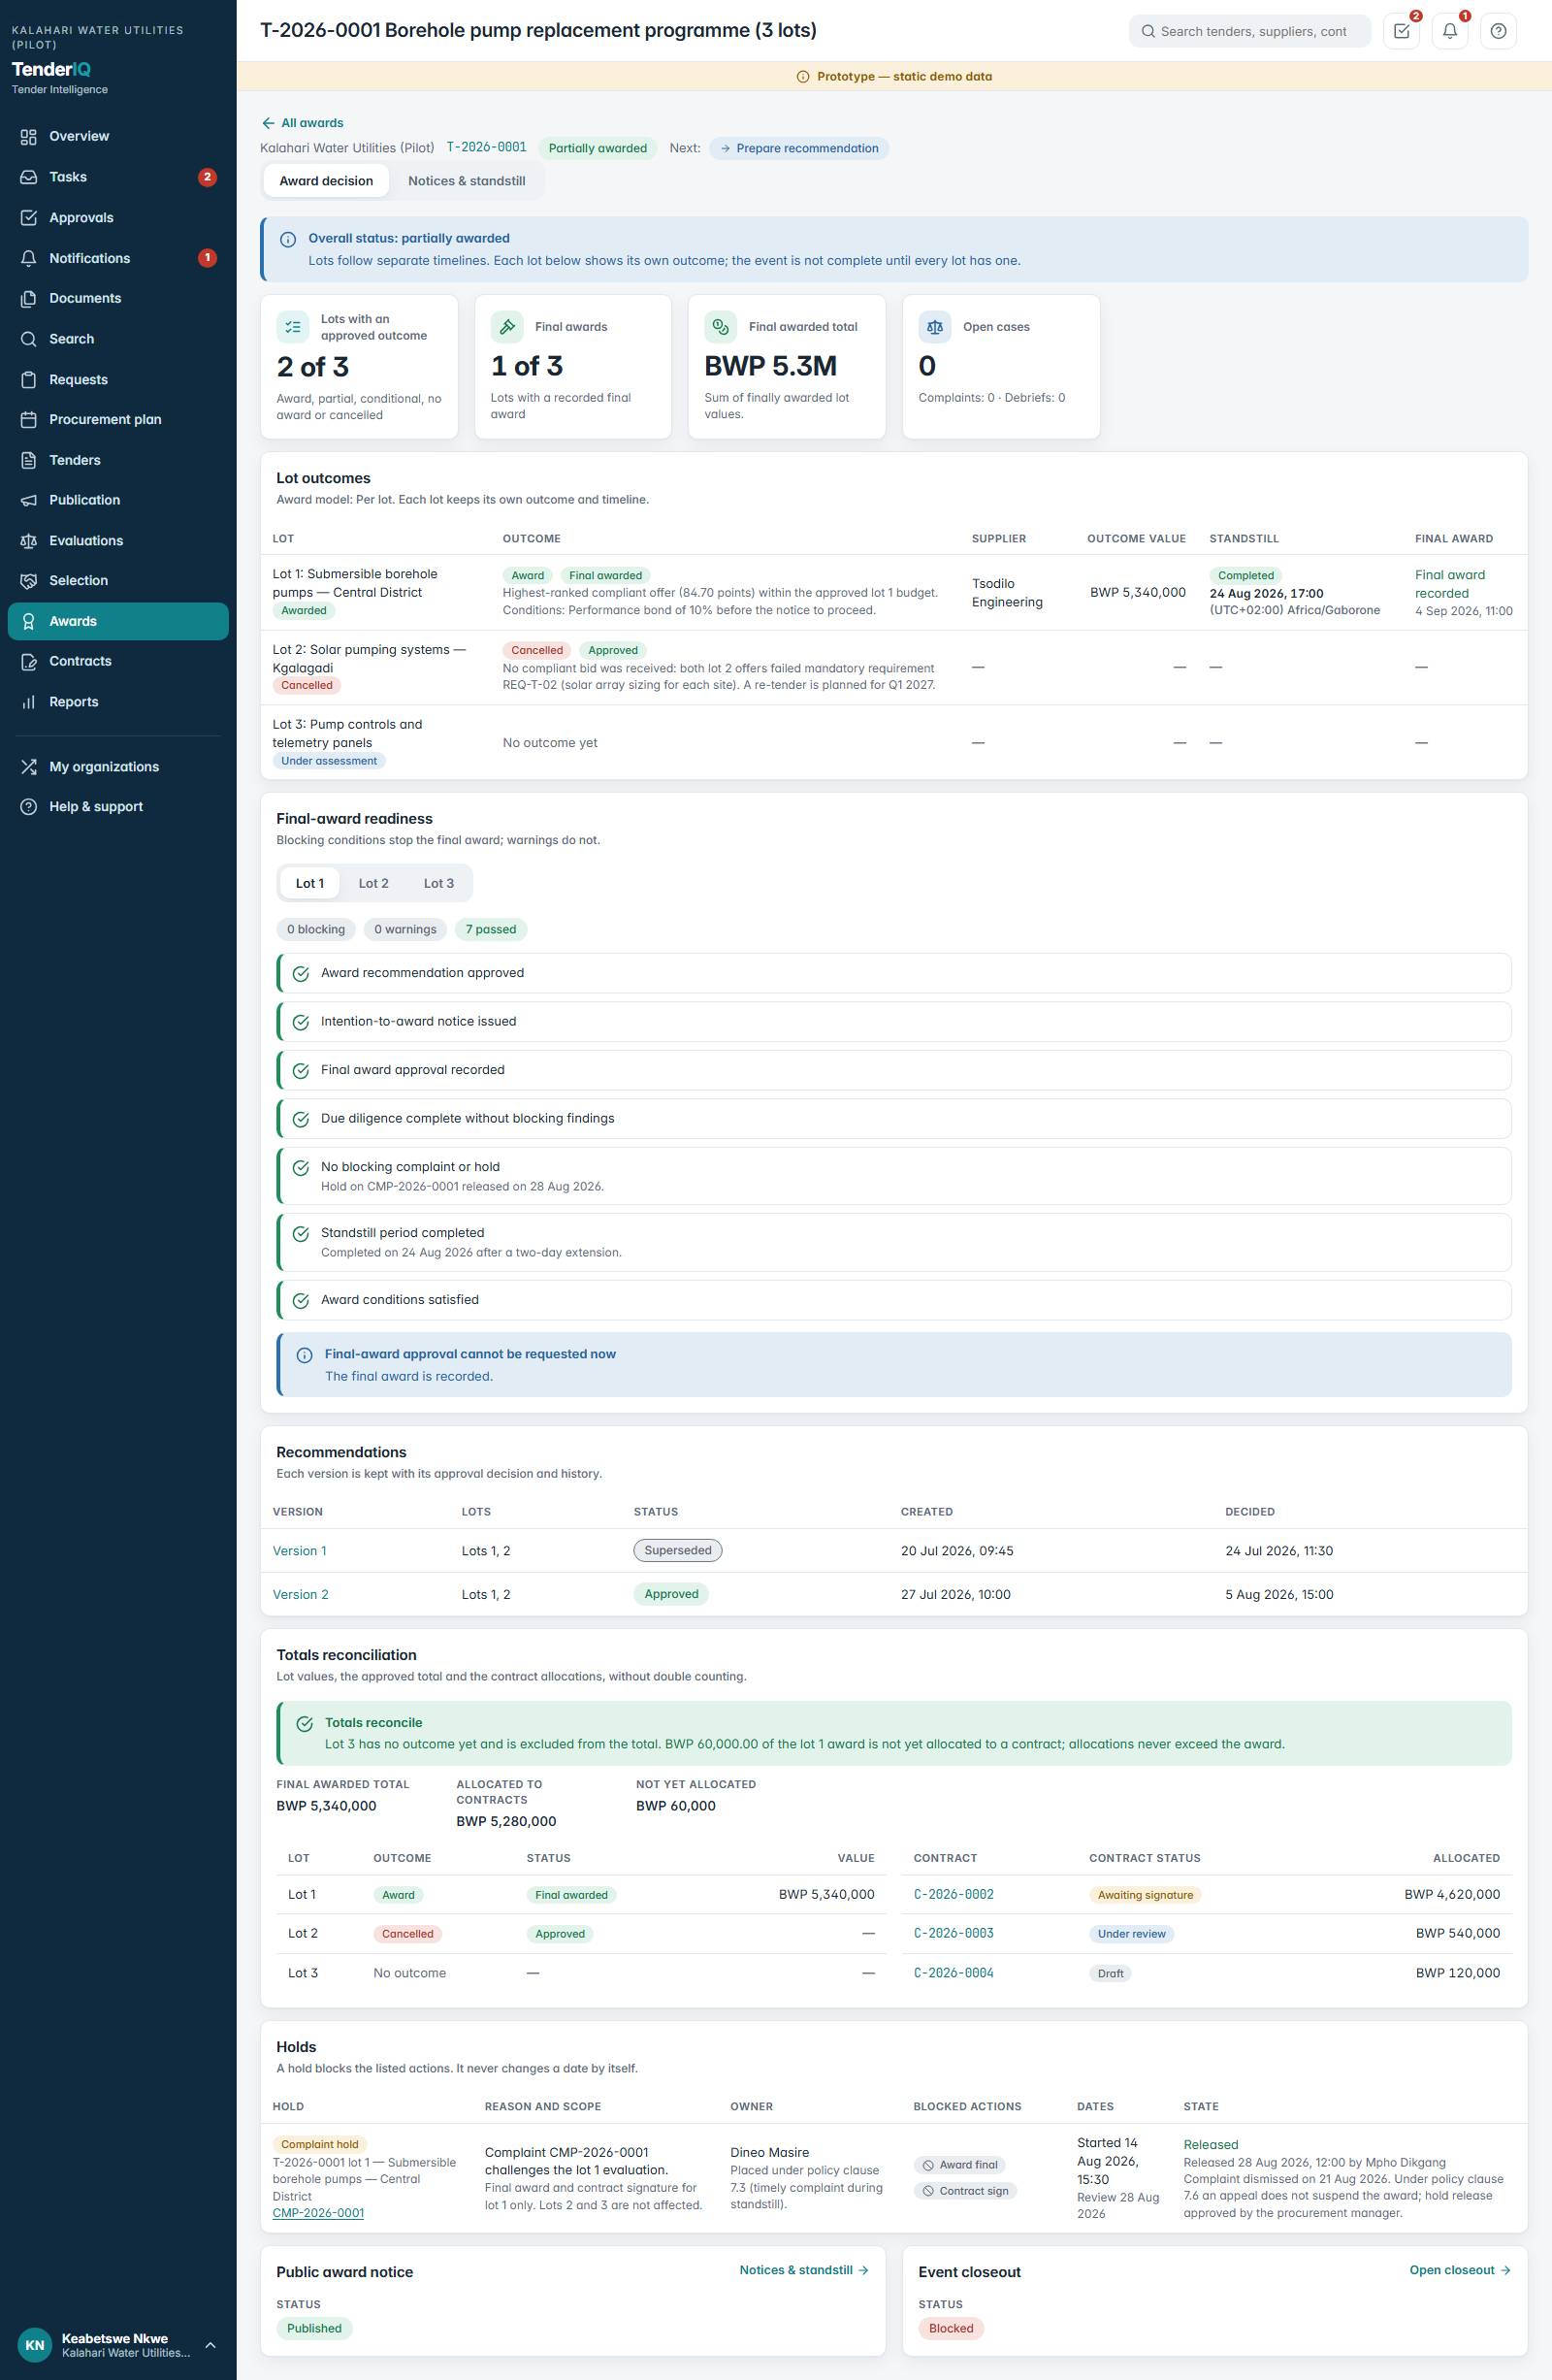 KALAHARI WATER UTILITIES
(PILOT)
TenderIQ
Tender Intelligence
Overview
Tasks 2
Approvals
Notifications 1
Documents
Search
Requests
Procurement plan
Tenders
Publication
Evaluations
Selection
Awards
Contracts
Reports
My organizations
Help & support
KN
Keabetswe Nkwe
Kalahari Water Utilities...
T-2026-0001 Borehole pump replacement programme (3 lots)
Search tenders, suppliers, cont
2
1
Prototype — static demo data
All awards
Kalahari Water Utilities (Pilot) T-2026-0001 Partially awarded Next: Prepare recommendation
Award decision Notices & standstill
Overall status: partially awarded
Lots follow separate timelines. Each lot below shows its own outcome; the event is not complete until every lot has one.
Lots with an
approved outcome
2 of 3
Award, partial, conditional, no
award or cancelled
Final awards
1 of 3
Lots with a recorded final
award
Final awarded total
BWP 5.3M
Sum of finally awarded lot
values.
Open cases
0
Complaints: 0 · Debriefs: 0
Lot outcomes
Award model: Per lot. Each lot keeps its own outcome and timeline.
LOT OUTCOME SUPPLIER OUTCOME VALUE STANDSTILL FINAL AWARD
Lot 1: Submersible borehole
pumps — Central District
Awarded
Award Final awarded
Highest-ranked compliant offer (84.70 points) within the approved lot 1 budget.
Conditions: Performance bond of 10% before the notice to proceed.
Tsodilo
Engineering
BWP 5,340,000
Completed
24 Aug 2026, 17:00
(UTC+02:00) Africa/Gaborone
Final award
recorded
4 Sep 2026, 11:00
Lot 2: Solar pumping systems —
Kgalagadi
Cancelled
Cancelled Approved
No compliant bid was received: both lot 2 offers failed mandatory requirement
REQ-T-02 (solar array sizing for each site). A re-tender is planned for Q1 2027.
— — — —
Lot 3: Pump controls and
telemetry panels
Under assessment
No outcome yet
— — — —
Final-award readiness
Blocking conditions stop the final award; warnings do not.
Lot 1 Lot 2 Lot 3
0 blocking 0 warnings 7 passed
Award recommendation approved
Intention-to-award notice issued
Final award approval recorded
Due diligence complete without blocking findings
No blocking complaint or hold
Hold on CMP-2026-0001 released on 28 Aug 2026.
Standstill period completed
Completed on 24 Aug 2026 after a two-day extension.
Award conditions satisfied
Final-award approval cannot be requested now
The final award is recorded.
Recommendations
Each version is kept with its approval decision and history.
VERSION LOTS STATUS CREATED DECIDED
Version 1 Lots 1, 2 Superseded 20 Jul 2026, 09:45 24 Jul 2026, 11:30
Version 2 Lots 1, 2 Approved 27 Jul 2026, 10:00 5 Aug 2026, 15:00
Totals reconciliation
Lot values, the approved total and the contract allocations, without double counting.
Totals reconcile
Lot 3 has no outcome yet and is excluded from the total. BWP 60,000.00 of the lot 1 award is not yet allocated to a contract; allocations never exceed the award.
FINAL AWARDED TOTAL
BWP 5,340,000
ALLOCATED TO
CONTRACTS
BWP 5,280,000
NOT YET ALLOCATED
BWP 60,000
LOT OUTCOME STATUS VALUE
Lot 1 Award Final awarded BWP 5,340,000
Lot 2 Cancelled Approved —
Lot 3 No outcome — —
CONTRACT CONTRACT STATUS ALLOCATED
C-2026-0002 Awaiting signature BWP 4,620,000
C-2026-0003 Under review BWP 540,000
C-2026-0004 Draft BWP 120,000
Holds
A hold blocks the listed actions. It never changes a date by itself.
HOLD REASON AND SCOPE OWNER BLOCKED ACTIONS DATES STATE
Complaint hold
T-2026-0001 lot 1 — Submersible
borehole pumps — Central
District
CMP-2026-0001
Complaint CMP-2026-0001
challenges the lot 1 evaluation.
Final award and contract signature for
lot 1 only. Lots 2 and 3 are not affected.
Dineo Masire
Placed under policy clause
7.3 (timely complaint during
standstill).
Award final
Contract sign
Started 14
Aug 2026,
15:30
Review 28 Aug
2026
Released
Released 28 Aug 2026, 12:00 by Mpho Dikgang
Complaint dismissed on 21 Aug 2026. Under policy clause
7.6 an appeal does not suspend the award; hold release
approved by the procurement manager.
Public award notice
Notices & standstill
STATUS
Published
Event closeout
Open closeout
STATUS
Blocked